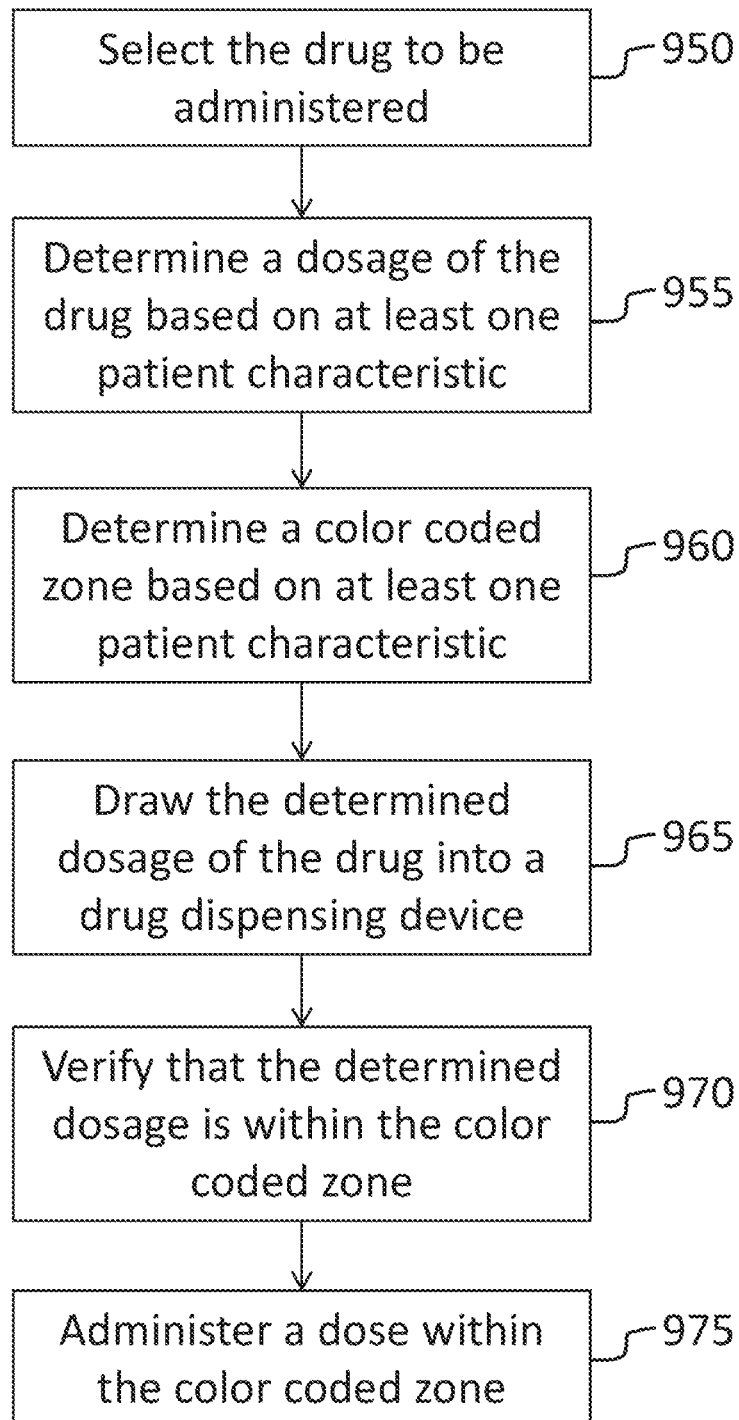 Select the drug to be
administered
950
Determine a dosage of the
drug based on at least one
patient characteristic
955
Determine a color coded
zone based on at least one
patient characteristic
960
Draw the determined
dosage of the drug into a
drug dispensing device
965
Verify that the determined
dosage is within the color
coded zone
970
Administer a dose within
the color coded zone
975